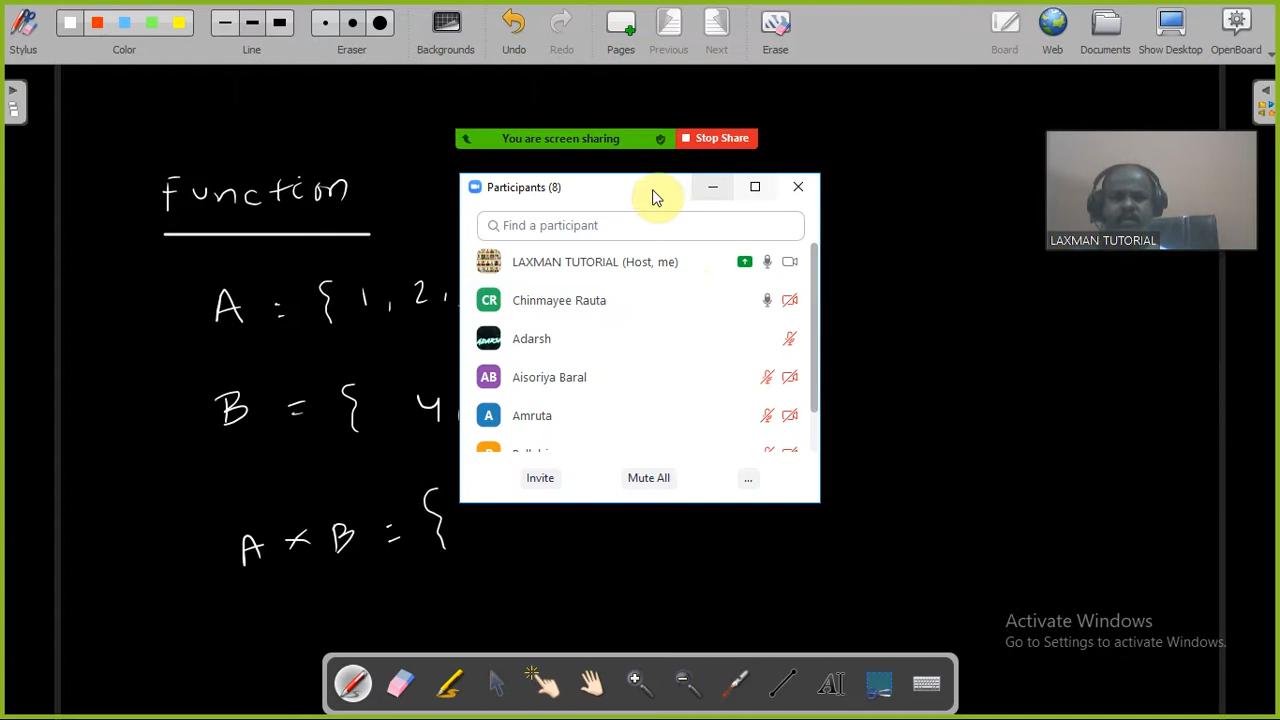 Stylus Color Line Eraser Backgrounds Undo Redo Pages Previous Next Erase Board Web Documents Show Desktop OpenBoard
You are screen sharing Stop Share
Function
Participants (8)
Find a participant
LAXMAN TUTORIAL
LAXMAN TUTORIAL (Host, me)
CR Chinmayee Rauta
A = { 1, 2,
Adarsh
AB Aisoriya Baral
B = { 4,
A Amruta
Invite Mute All ...
A × B = {
Activate Windows
Go to Settings to activate Windows.